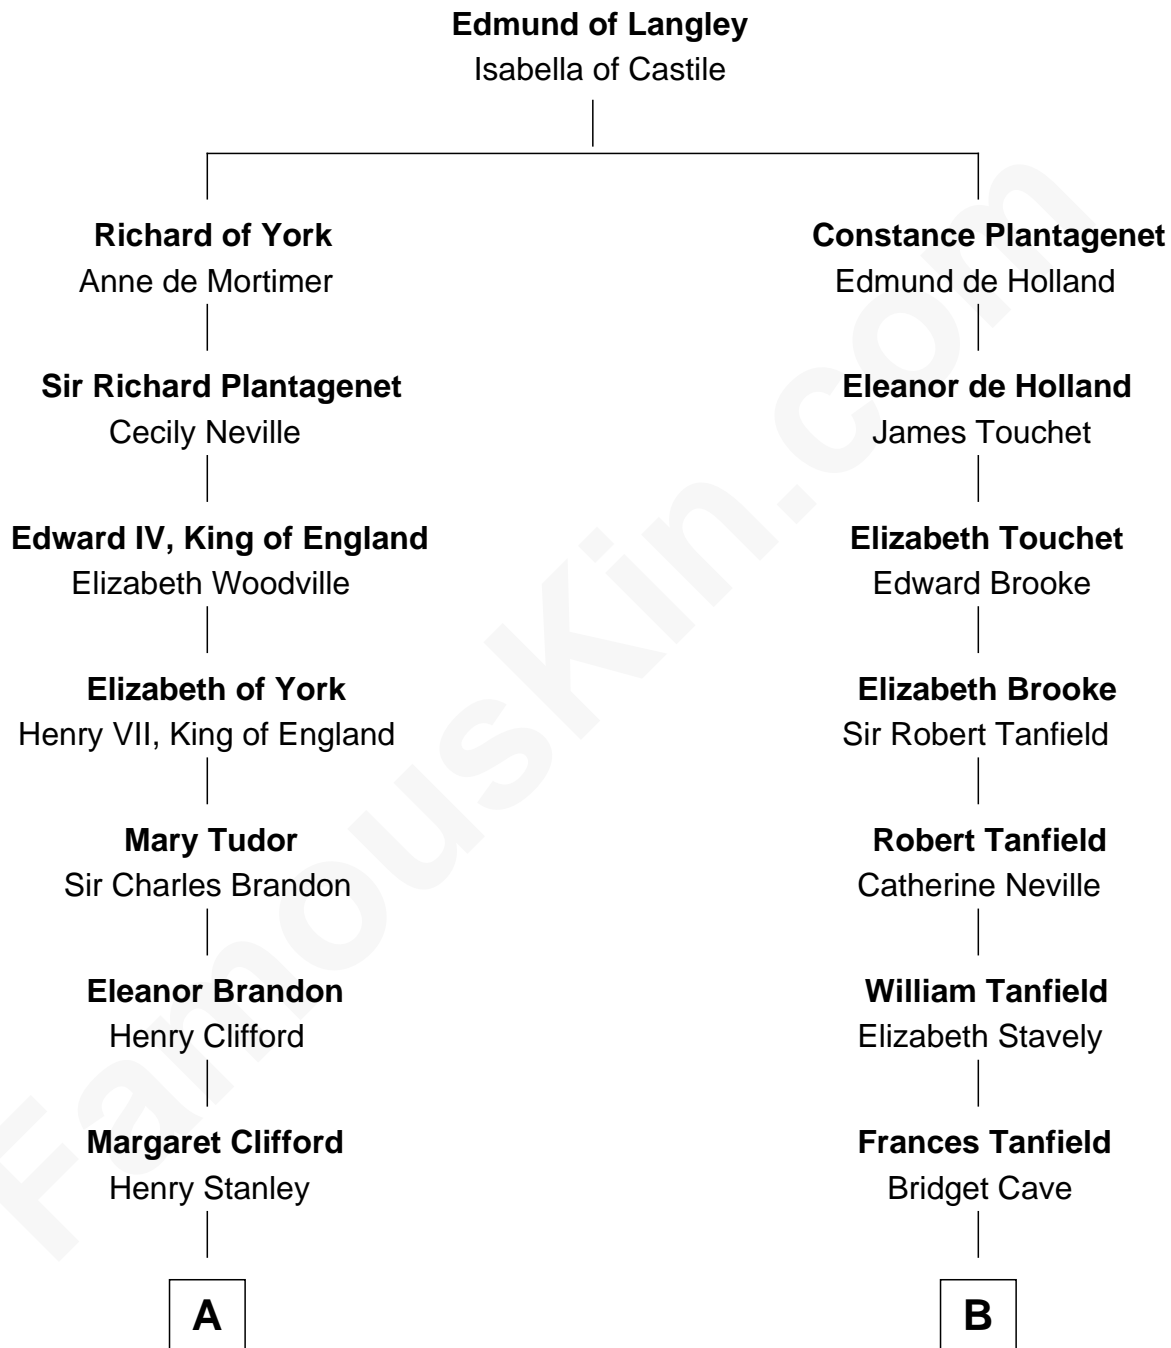 Edmund of Langley
Isabella of Castile
Richard of York
Anne de Mortimer
Constance Plantagenet
Edmund de Holland
Sir Richard Plantagenet
Cecily Neville
Eleanor de Holland
James Touchet
Edward IV, King of England
Elizabeth Woodville
Elizabeth Touchet
Edward Brooke
Elizabeth of York
Henry VII, King of England
Elizabeth Brooke
Sir Robert Tanfield
Mary Tudor
Sir Charles Brandon
Robert Tanfield
Catherine Neville
Eleanor Brandon
Henry Clifford
William Tanfield
Elizabeth Stavely
Margaret Clifford
Henry Stanley
Frances Tanfield
Bridget Cave
A
B
FamousKin.com